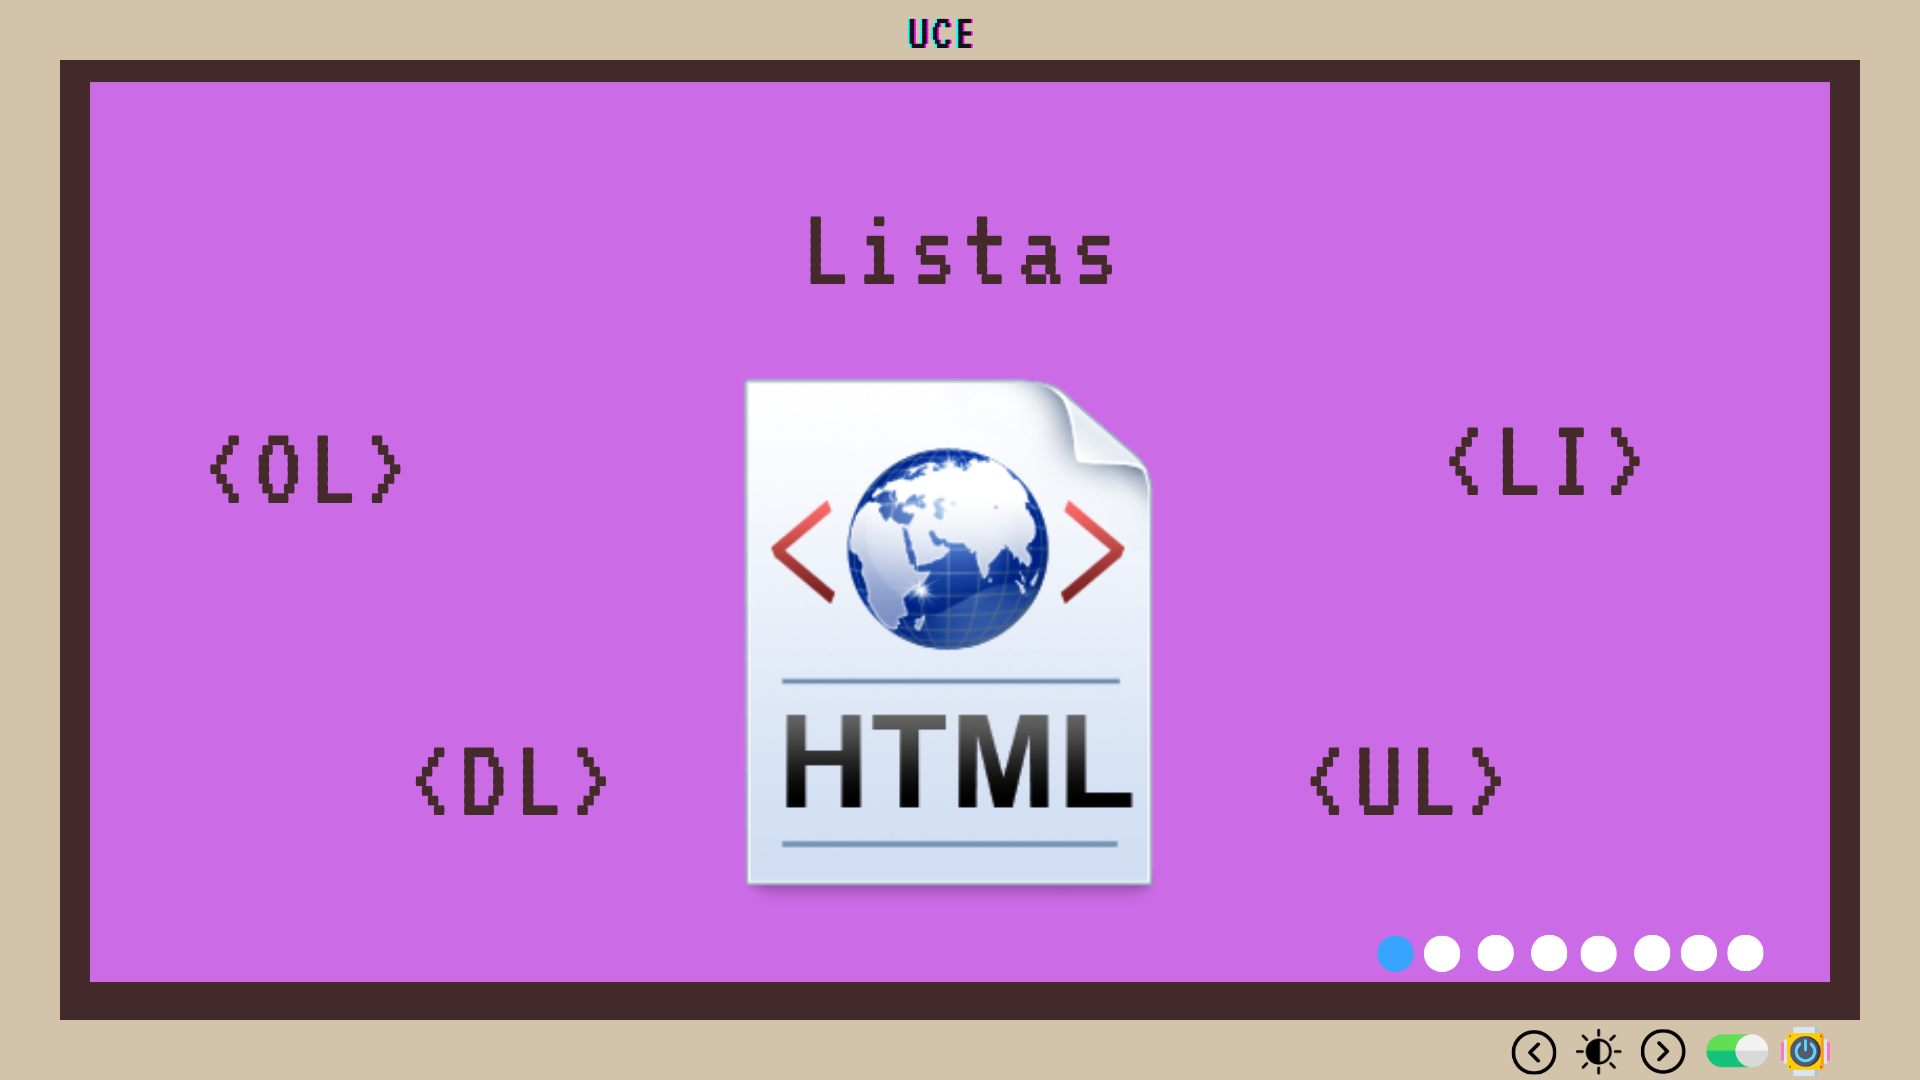 UCE
Listas
<OL>
<LI>
< >
HTML
<DL>
<UL>